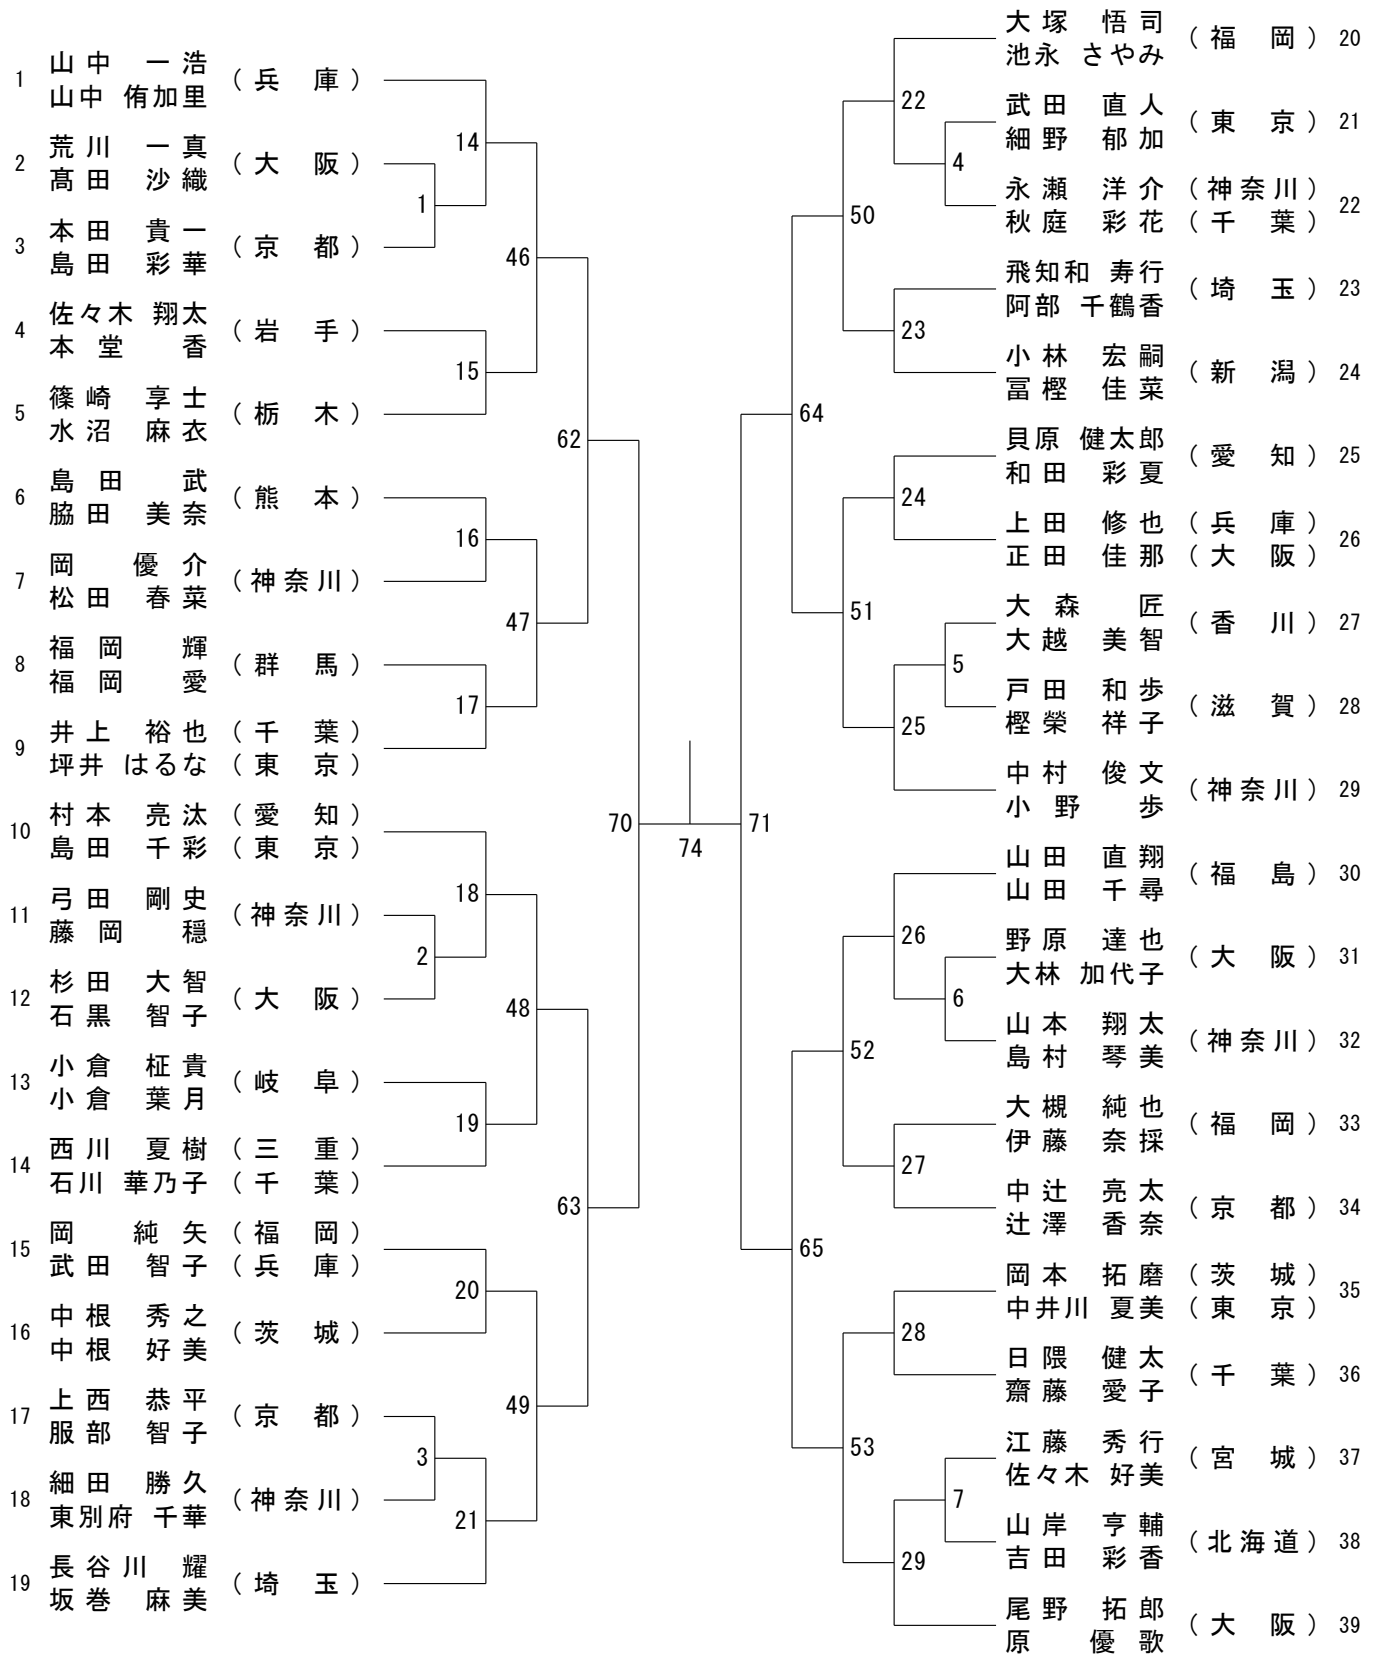 1 山中 一浩 (兵庫)
山中 侑加里
2 荒川 一真 (大阪)
髙田 沙織
3 本田 貴一 (京都)
島田 彩華
4 佐々木 翔太 (岩手)
本堂 香
5 篠崎 享士 (栃木)
水沼 麻衣
6 島田 武 (熊本)
脇田 美奈
7 岡 優介 (神奈川)
松田 春菜
8 福岡 輝 (群馬)
福岡 愛
9 井上 裕也 (千葉)
坪井 はるな (東京)
10 村本 亮汰 (愛知)
島田 千彩 (東京)
11 弓田 剛史 (神奈川)
藤岡 穏
12 杉田 大智 (大阪)
石黒 智子
13 小倉 柾貴 (岐阜)
小倉 葉月
14 西川 夏樹 (三重)
石川 華乃子 (千葉)
15 岡 純矢 (福岡)
武田 智子 (兵庫)
16 中根 秀之 (茨城)
中根 好美
17 上西 恭平 (京都)
服部 智子
18 細田 勝久 (神奈川)
東別府 千華
19 長谷川 耀 (埼玉)
坂巻 麻美
14
1
46
15
62
16
47
17
18
2
48
19
63
20
49
3
21
70
74
71
22
4
50
23
64
24
51
5
25
26
6
52
27
65
28
53
7
29
大塚 悟司 (福岡) 20
池永 さやみ
武田 直人 (東京) 21
細野 郁加
永瀬 洋介 (神奈川) 22
秋庭 彩花 (千葉)
飛知和 寿行 (埼玉) 23
阿部 千鶴香
小林 宏嗣 (新潟) 24
冨樫 佳菜
貝原 健太郎 (愛知) 25
和田 彩夏
上田 修也 (兵庫) 26
正田 佳那 (大阪)
大森 匠 (香川) 27
大越 美智
戸田 和歩 (滋賀) 28
樫榮 祥子
中村 俊文 (神奈川) 29
小野 歩
山田 直翔 (福島) 30
山田 千尋
野原 達也 (大阪) 31
大林 加代子
山本 翔太 (神奈川) 32
島村 琴美
大槻 純也 (福岡) 33
伊藤 奈採
中辻 亮太 (京都) 34
辻澤 香奈
岡本 拓磨 (茨城) 35
中井川 夏美 (東京)
日隈 健太 (千葉) 36
齋藤 愛子
江藤 秀行 (宮城) 37
佐々木 好美
山岸 亨輔 (北海道) 38
吉田 彩香
尾野 拓郎 (大阪) 39
原 優歌